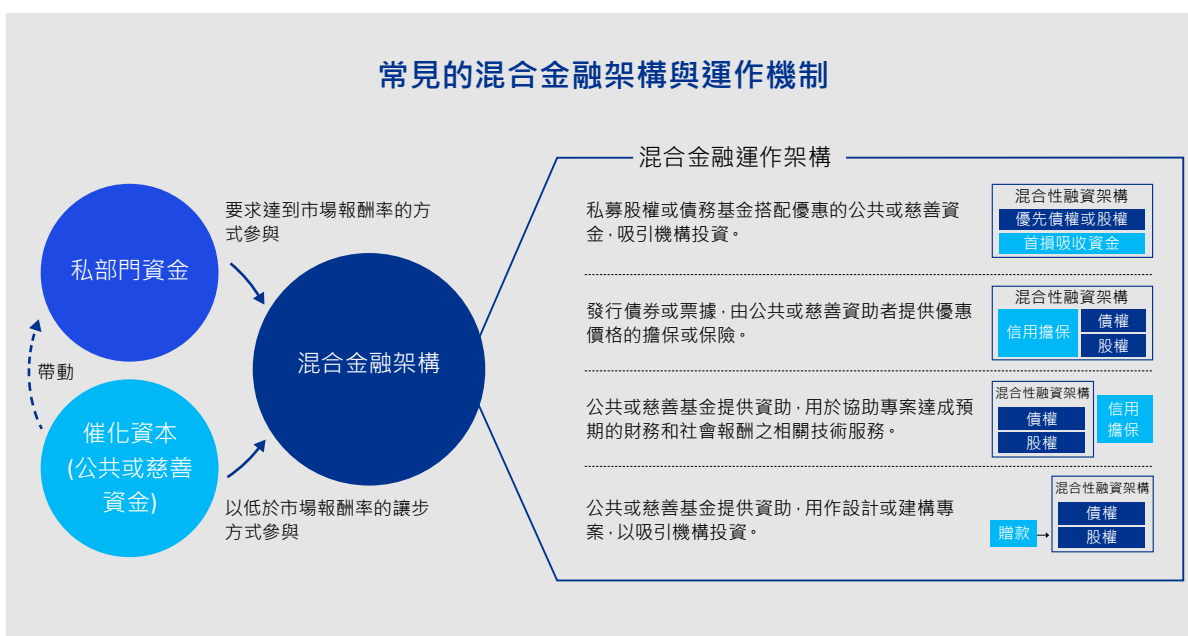 常見的混合金融架構與運作機制
混合金融運作架構
私部門資金
要求達到市場報酬率的方
式參與
帶動
催化資本
(公共或慈善
資金)
以低於市場報酬率的讓步
方式參與
混合金融架構
私募股權或債務基金搭配優惠的公共或慈善資
金，吸引機構投資。
混合性融資架構
優先債權或股權
首損吸收資金
發行債券或票據，由公共或慈善資助者提供優惠
價格的擔保或保險。
混合性融資架構
信用擔保
債權
股權
公共或慈善基金提供資助，用於協助專案達成預
期的財務和社會報酬之相關技術服務。
混合性融資架構
債權
股權
信用
擔保
公共或慈善基金提供資助，用作設計或建構專
案，以吸引機構投資。
贈款
混合性融資架構
債權
股權